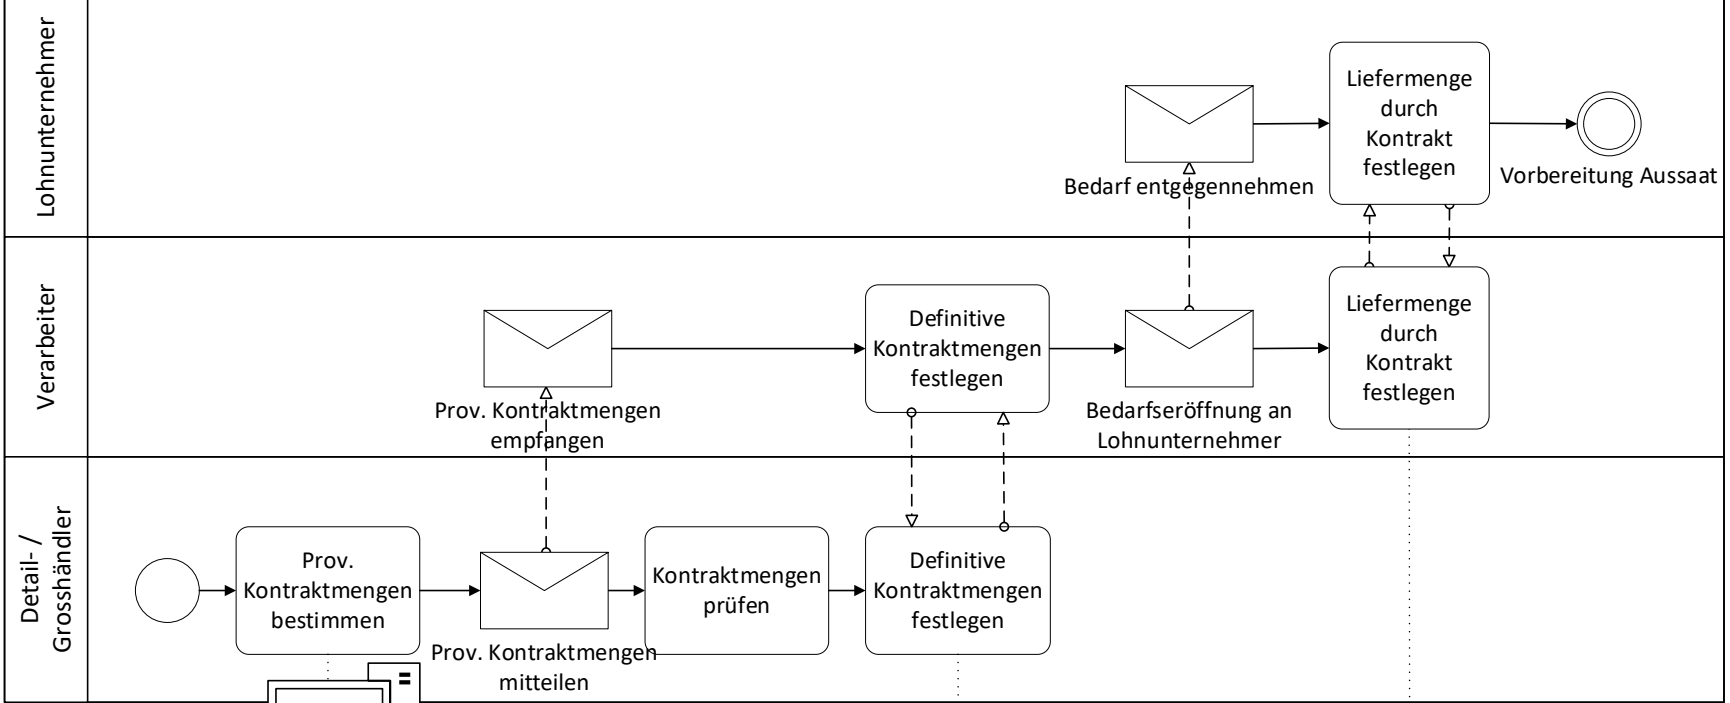 Lohnunternehmer
Liefermenge
durch
Kontrakt
festlegen
Bedarf entgegennehmen
Vorbereitung Aussaat
Verarbeiter
Prov. Kontraktmengen
empfangen
Definitive
Kontraktmengen
festlegen
Bedarfseröffnung an
Lohnunternehmer
Liefermenge
durch
Kontrakt
festlegen
Detail- /
Grosshändler
Prov.
Kontraktmengen
bestimmen
Prov. Kontraktmengen
mitteilen
Kontraktmengen
prüfen
Definitive
Kontraktmengen
festlegen